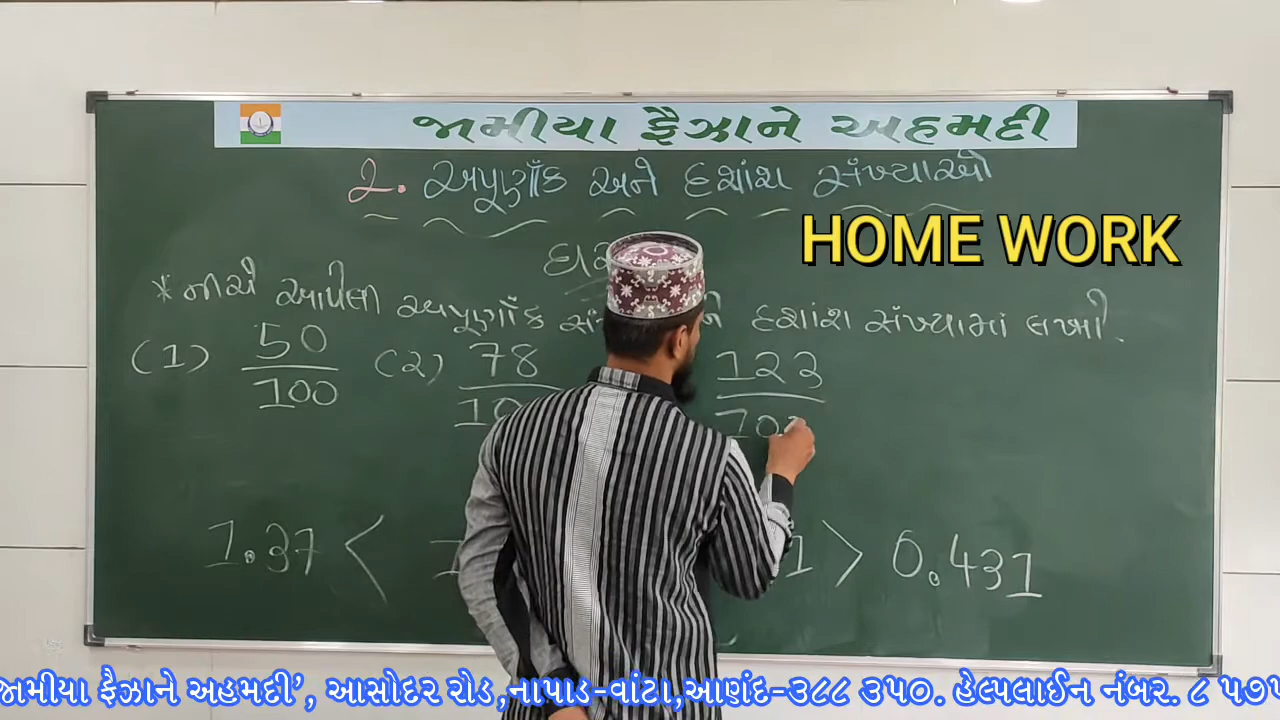 જામીયા ફૈઝાને અહમદી
2. અપૂર્ણાંક અને દશાંશ સંખ્યાઓ
HOME WORK
* નીચે આપેલી અપૂર્ણાંક દશાંશ સંખ્યામાં લખો.
(1) 50/100 (2) 78/ 123/
1.37 < > 0.431
જામીયા ફૈઝાને અહમદી', આસોદર રોડ,નાપાડ-વાંટા,આણંદ-૩૮૮ ૩૫૦. હેલ્પલાઈન નંબર. ૮ ૫૭૫